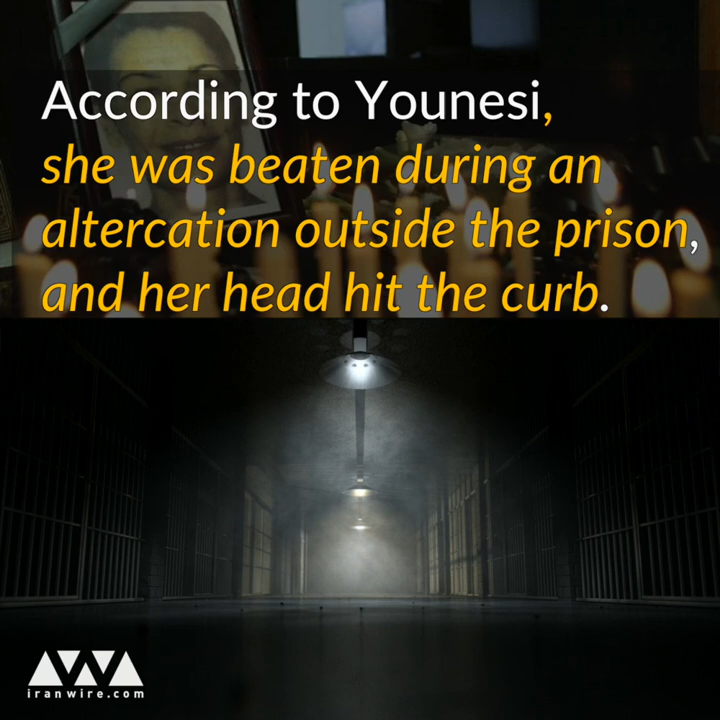 According to Younesi,
she was beaten during an
altercation outside the prison,
and her head hit the curb.
iranwire.com